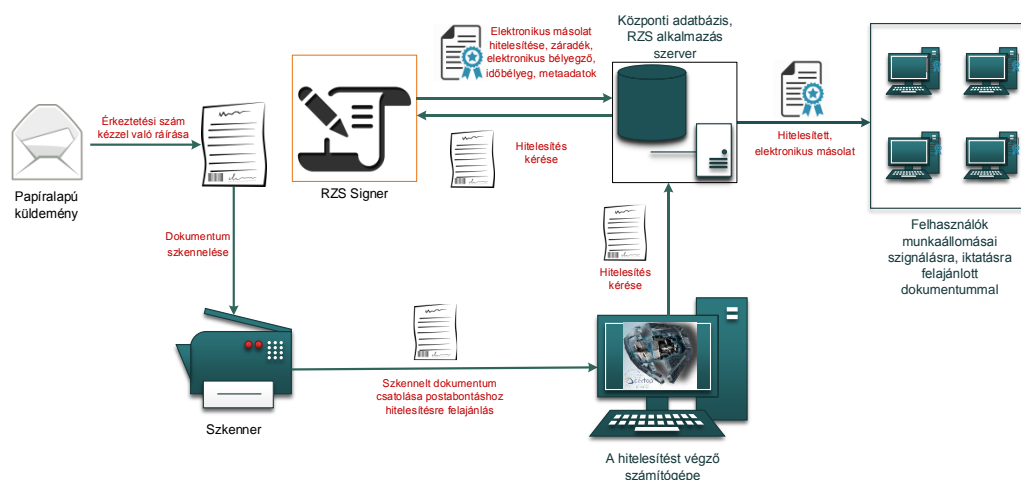 Központi adatbázis,
RZS alkalmazás
szerver
Elektronikus másolat
hitelesítése, záradék,
elektronikus bélyegző,
időbélyeg, metaadatok
Érkeztetési szám
kézzel való ráírása
Hitelesítés
kérése
Hitelesített,
elektronikus másolat
Papíralapú
küldemény
RZS Signer
Dokumentum
szkennelése
Hitelesítés
kérése
Felhasználók
munkaállomásai
szignálásra, iktatásra
felajánlott
dokumentummal
Szkennelt dokumentum
csatolása postabontáshoz
hitelesítésre felajánlás
Szkenner
A hitelesítést végző
számítógépe